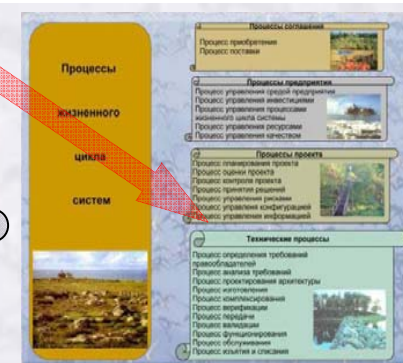 Процессы
жизненного
цикла
систем
Процессы соглашения
Процесс приобретения
Процесс поставки
Процессы предприятия
Процесс управления средой предприятия
Процесс управления инвестициями
Процесс управления процессами
жизненного цикла системы
Процесс управления ресурсами
Процесс управления качеством
Процессы проекта
Процесс планирования проекта
Процесс оценки проекта
Процесс контроля проекта
Процесс принятия решений
Процесс управления рисками
Процесс управления конфигурацией
Процесс управления информацией
Технические процессы
Процесс определения требований
правообладателей
Процесс анализа требований
Процесс проектирования архитектуры
Процесс изготовления
Процесс комплексирования
Процесс верификации
Процесс передачи
Процесс валидации
Процесс функционирования
Процесс обслуживания
Процесс изъятия и списания